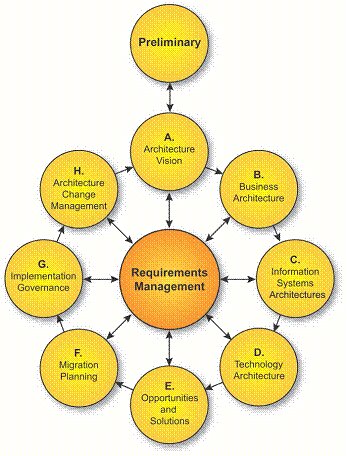 Preliminary
A.
Architecture
Vision
B.
Business
Architecture
C.
Information
Systems
Architectures
D.
Technology
Architecture
E.
Opportunities
and
Solutions
F.
Migration
Planning
G.
Implementation
Governance
H.
Architecture
Change
Management
Requirements
Management